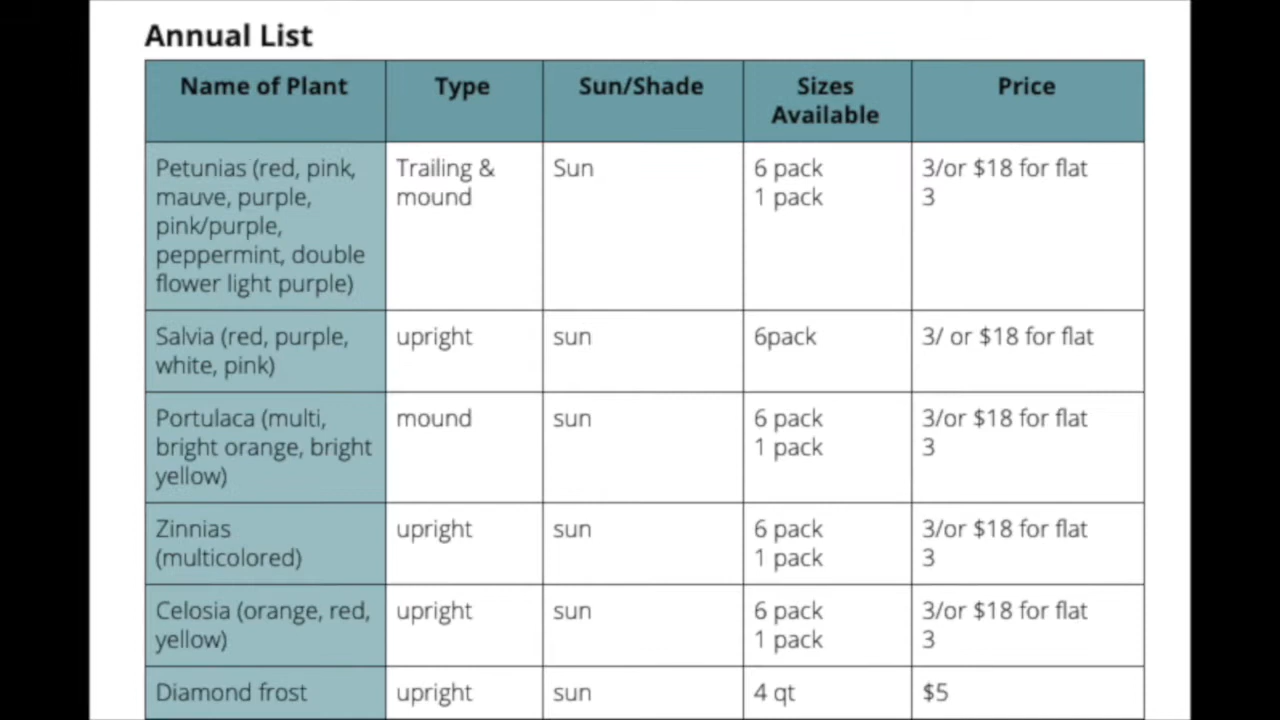 Annual List
Name of Plant
Type
Sun/Shade
Sizes
Available
Price
Petunias (red, pink,
mauve, purple,
pink/purple,
peppermint, double
flower light purple)
Trailing &
mound
Sun
6 pack
1 pack
3/or $18 for flat
3
Salvia (red, purple,
white, pink)
upright
sun
6pack
3/ or $18 for flat
Portulaca (multi,
bright orange, bright
yellow)
mound
sun
6 pack
1 pack
3/or $18 for flat
3
Zinnias
(multicolored)
upright
sun
6 pack
1 pack
3/or $18 for flat
3
Celosia (orange, red,
yellow)
upright
sun
6 pack
1 pack
3/or $18 for flat
3
Diamond frost
upright
sun
4 qt
$5